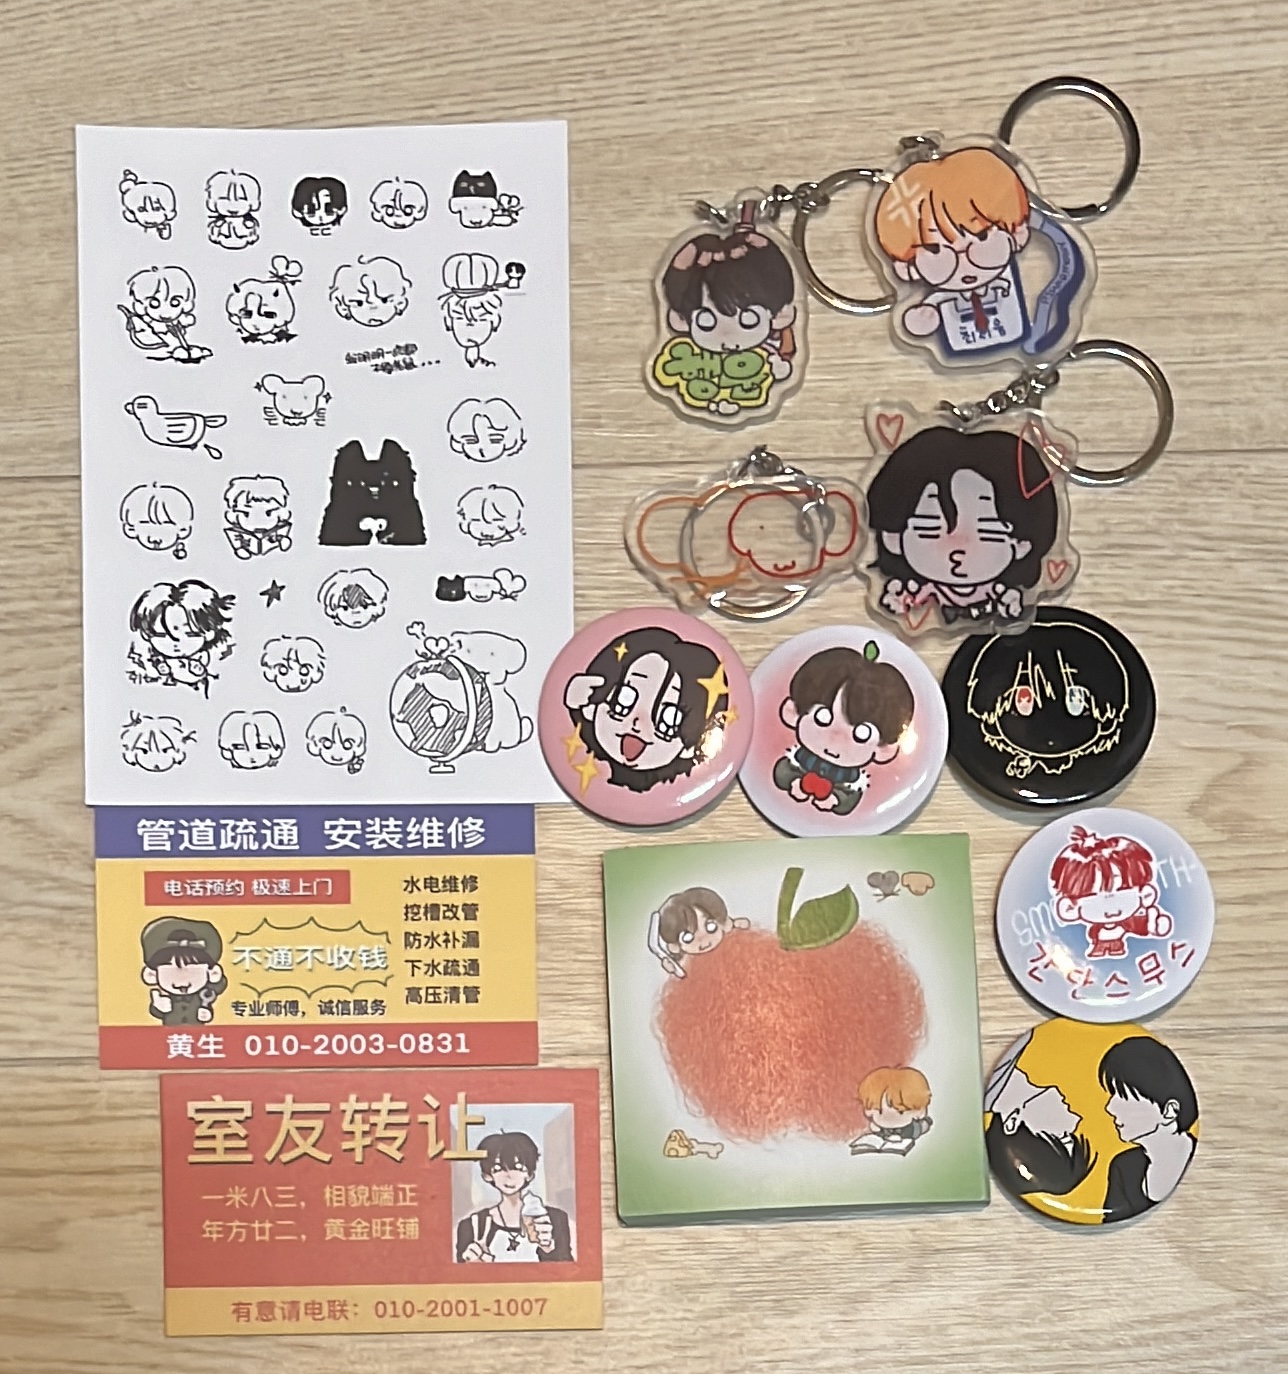 최희용
管道疏通 安装维修
电话预约 极速上门
不通不收钱
专业师傅，诚信服务
水电维修
挖槽改管
防水补漏
下水疏通
高压清管
黄生 010-2003-0831
室友转让
一米八三，相貌端正
年方廿二，黄金旺铺
有意请电联：010-2001-1007